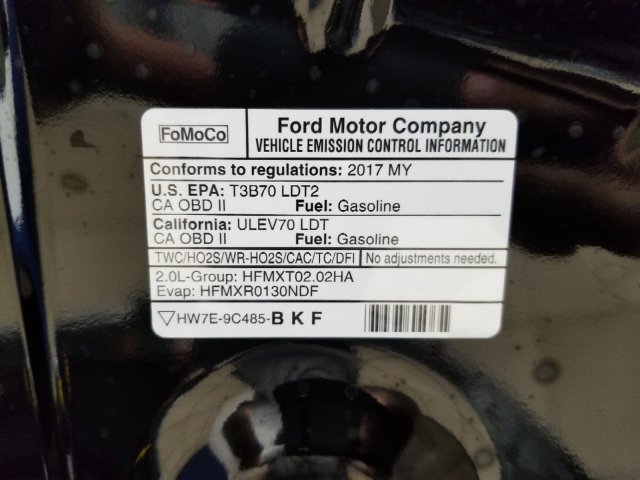 FoMoCo
Ford Motor Company
VEHICLE EMISSION CONTROL INFORMATION
Conforms to regulations: 2017 MY
U.S. EPA: T3B70 LDT2
CA OBD II Fuel: Gasoline
California: ULEV70 LDT
CA OBD II Fuel: Gasoline
TWC/HO2S/WR-HO2S/CAC/TC/DFI No adjustments needed.
2.0L-Group: HFMXT02.02HA
Evap: HFMXR0130NDF
▽HW7E-9C485-B K F